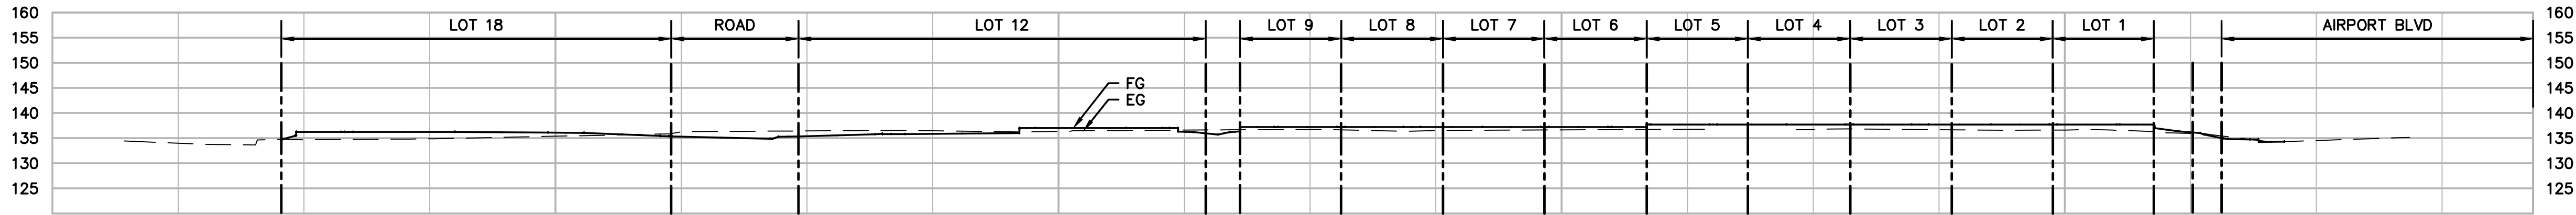 160 160
LOT 18 ROAD LOT 12 LOT 9 LOT 8 LOT 7 LOT 6 LOT 5 LOT 4 LOT 3 LOT 2 LOT 1 AIRPORT BLVD
155 155
150 150
145 FG 145
EG
140 140
135 135
130 130
125 125